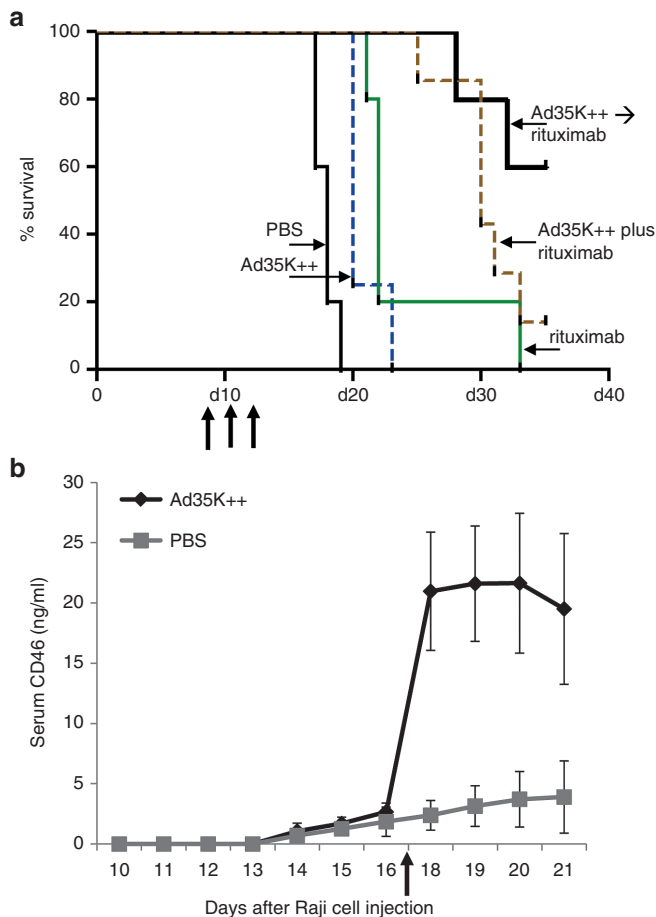 a
100
80
60
40
20
0
% survival
0
d10
d20
d30
d40
PBS
Ad35K++
Ad35K++ →
rituximab
Ad35K++ plus
rituximab
rituximab
b
30
25
20
15
10
5
0
Serum CD46 (ng/ml)
Ad35K++
PBS
10 11 12 13 14 15 16 18 19 20 21
Days after Raji cell injection